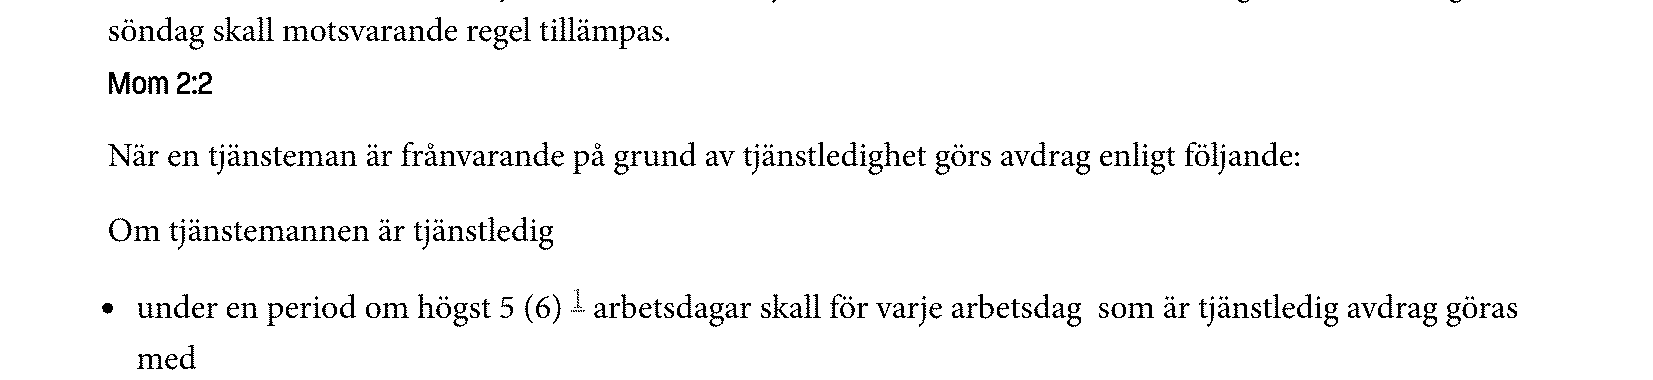 söndag skall motsvarande regel tillämpas.
Mom 2:2
När en tjänsteman är frånvarande på grund av tjänstledighet görs avdrag enligt följande:
Om tjänstemannen är tjänstledig
• under en period om högst 5 (6) 1 arbetsdagar skall för varje arbetsdag  som är tjänstledig avdrag göras
med